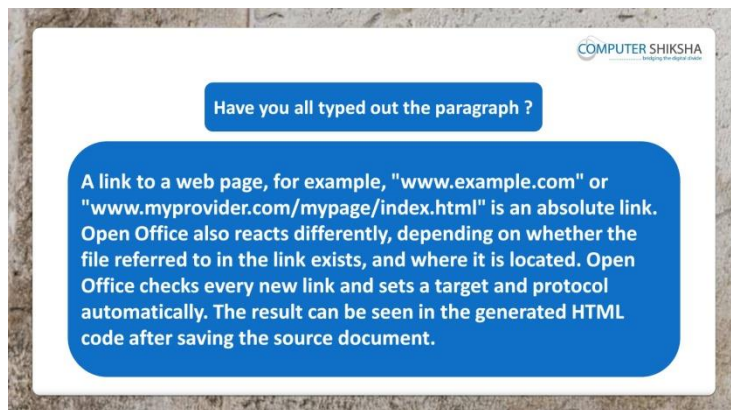 COMPUTER SHIKSHA
bridging the digital divide
Have you all typed out the paragraph ?
A link to a web page, for example, "www.example.com" or
"www.myprovider.com/mypage/index.html" is an absolute link.
Open Office also reacts differently, depending on whether the
file referred to in the link exists, and where it is located. Open
Office checks every new link and sets a target and protocol
automatically. The result can be seen in the generated HTML
code after saving the source document.